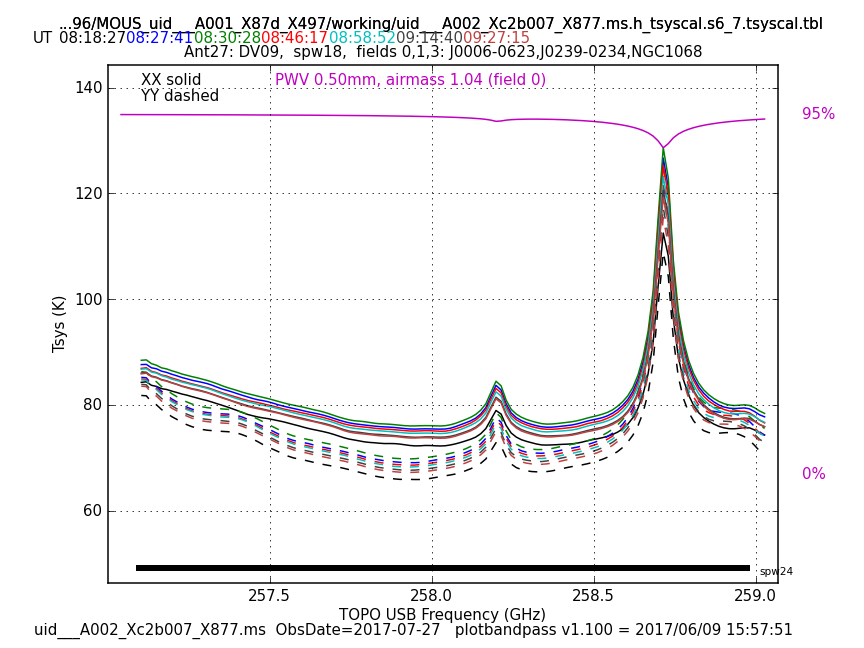 ...96/MOUS_uid___A001_X87d_X497/working/uid___A002_Xc2b007_X877.ms.h_tsyscal.s6_7.tsyscal.tbl
UT 08:18:27 08:27:41 08:30:28 08:46:17 08:58:52 09:14:40 09:27:15
Ant27: DV09, spw18, fields 0,1,3: J0006-0623,J0239-0234,NGC1068
XX solid
YY dashed
PWV 0.50mm, airmass 1.04 (field 0)
95%
0%
140
120
100
80
60
Tsys (K)
spw24
257.5 258.0 258.5 259.0
TOPO USB Frequency (GHz)
uid___A002_Xc2b007_X877.ms ObsDate=2017-07-27 plotbandpass v1.100 = 2017/06/09 15:57:51